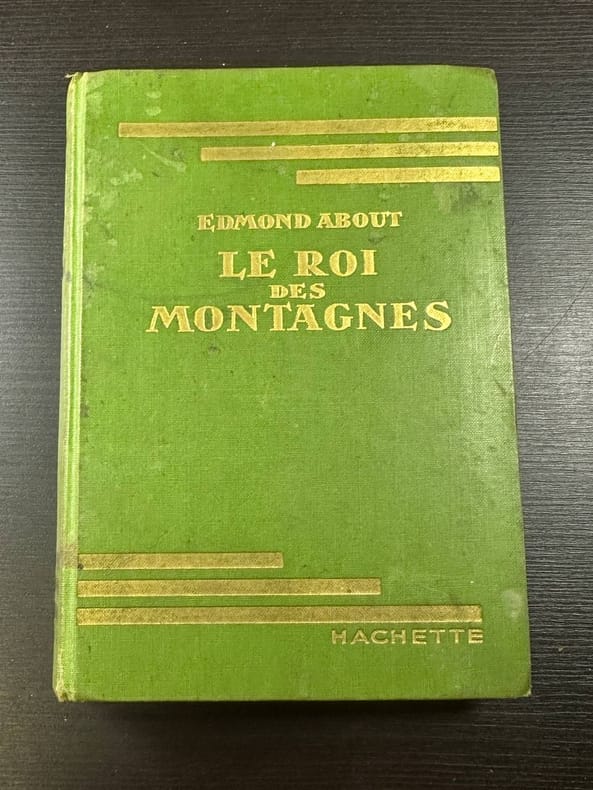 EDMOND ABOUT
LE ROI
DES
MONTAGNES
HACHETTE